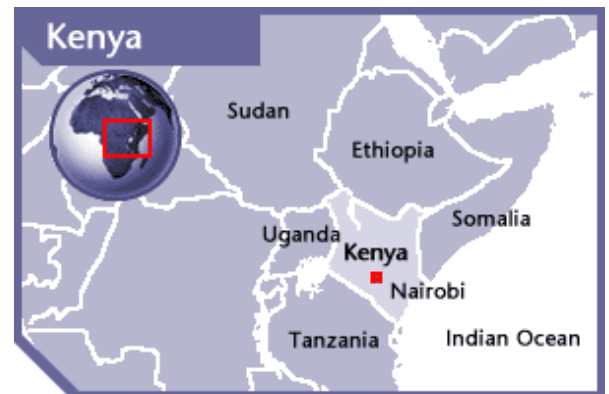 Kenya
Sudan
Ethiopia
Somalia
Uganda
Kenya
Nairobi
Tanzania
Indian Ocean